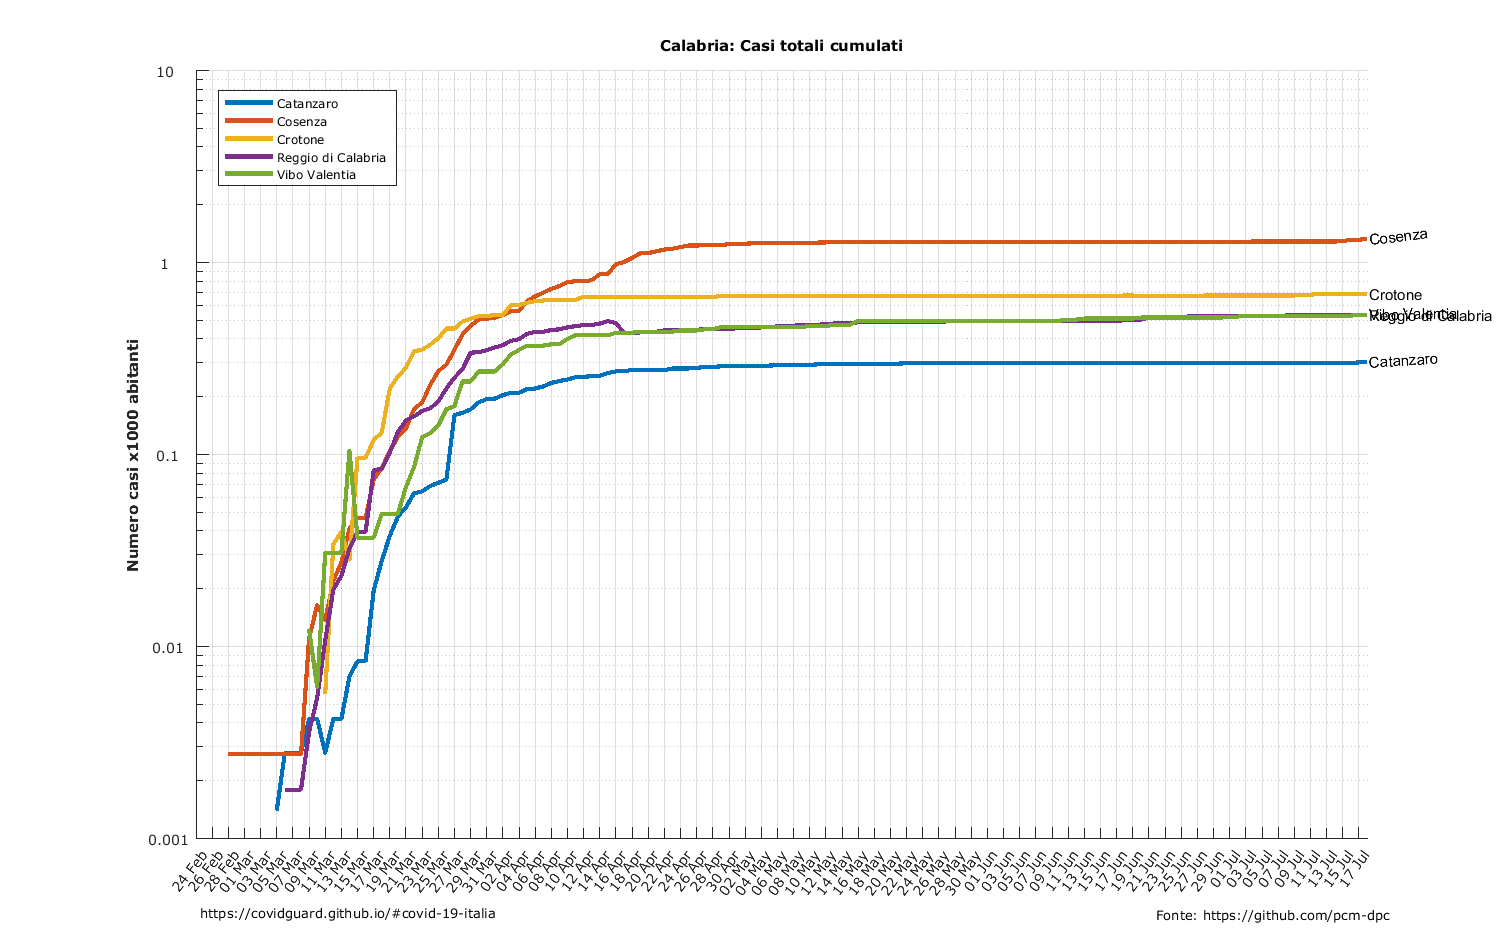 Calabria: Casi totali cumulati
10
1
0.1
0.01
0.001
Numero casi x1000 abitanti
Catanzaro
Cosenza
Crotone
Reggio di Calabria
Vibo Valentia
Cosenza
Crotone
Vibo Valentia
Reggio di Calabria
Catanzaro
24 Feb
26 Feb
28 Feb
01 Mar
03 Mar
05 Mar
07 Mar
09 Mar
11 Mar
13 Mar
15 Mar
17 Mar
19 Mar
21 Mar
23 Mar
25 Mar
27 Mar
29 Mar
31 Mar
02 Apr
04 Apr
06 Apr
08 Apr
10 Apr
12 Apr
14 Apr
16 Apr
18 Apr
20 Apr
22 Apr
24 Apr
26 Apr
28 Apr
30 Apr
02 May
04 May
06 May
08 May
10 May
12 May
14 May
16 May
18 May
20 May
22 May
24 May
26 May
28 May
30 May
01 Jun
03 Jun
05 Jun
07 Jun
09 Jun
11 Jun
13 Jun
15 Jun
17 Jun
19 Jun
21 Jun
23 Jun
25 Jun
27 Jun
29 Jun
01 Jul
03 Jul
05 Jul
07 Jul
09 Jul
11 Jul
13 Jul
15 Jul
17 Jul
https://covidguard.github.io/#covid-19-italia
Fonte: https://github.com/pcm-dpc